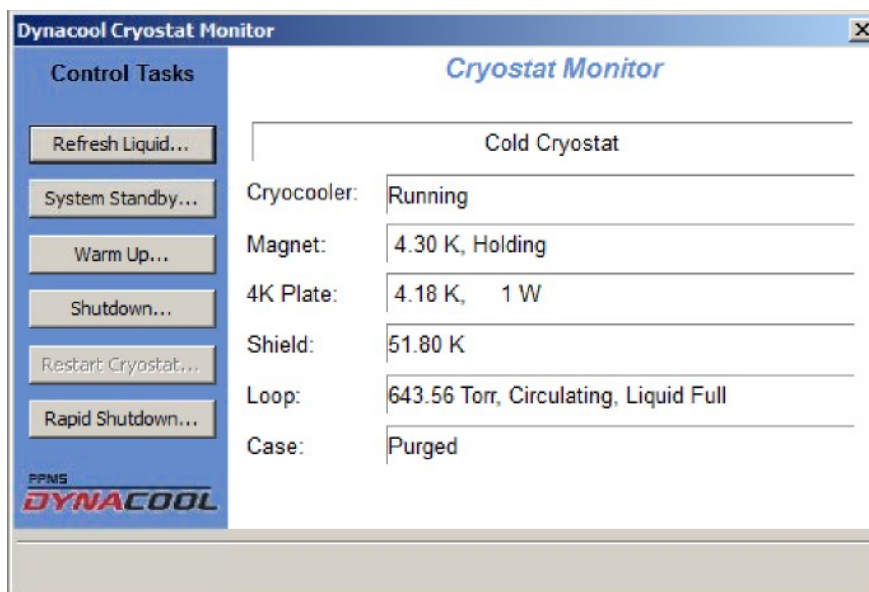 Dynacool Cryostat Monitor
Control Tasks
Refresh Liquid...
System Standby...
Warm Up...
Shutdown...
Restart Cryostat...
Rapid Shutdown...
PPMS
DYNACOOL
Cryostat Monitor
Cold Cryostat
Cryocooler: Running
Magnet: 4.30 K, Holding
4K Plate: 4.18 K, 1 W
Shield: 51.80 K
Loop: 643.56 Torr, Circulating, Liquid Full
Case: Purged